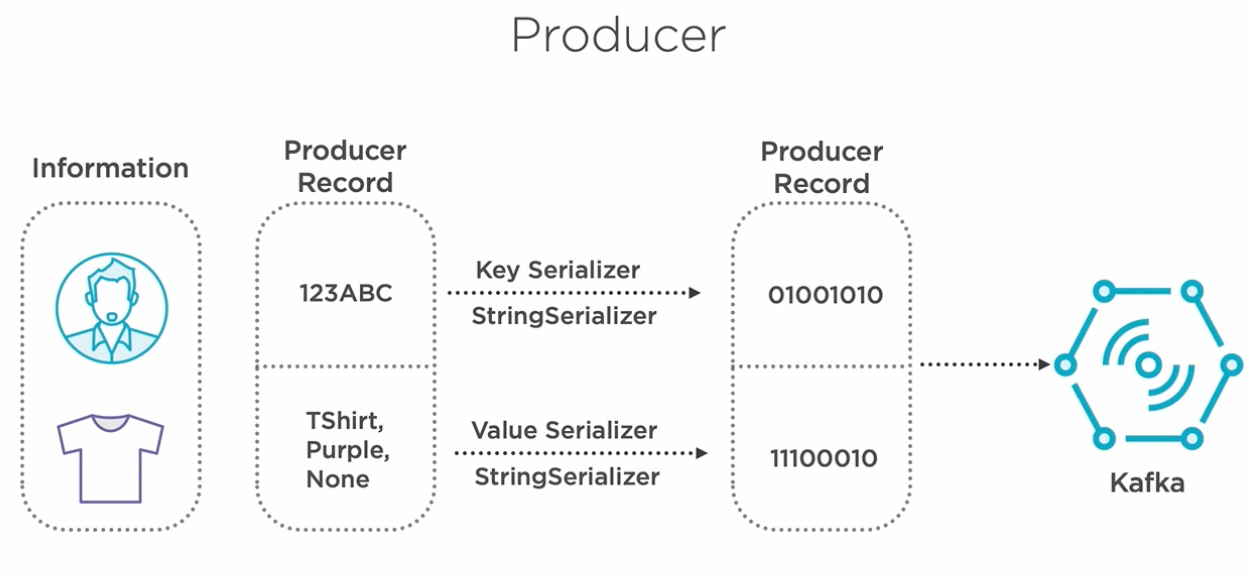 Producer
Information
Producer
Record
123ABC
TShirt,
Purple,
None
Key Serializer
StringSerializer
Value Serializer
StringSerializer
Producer
Record
01001010
11100010
Kafka